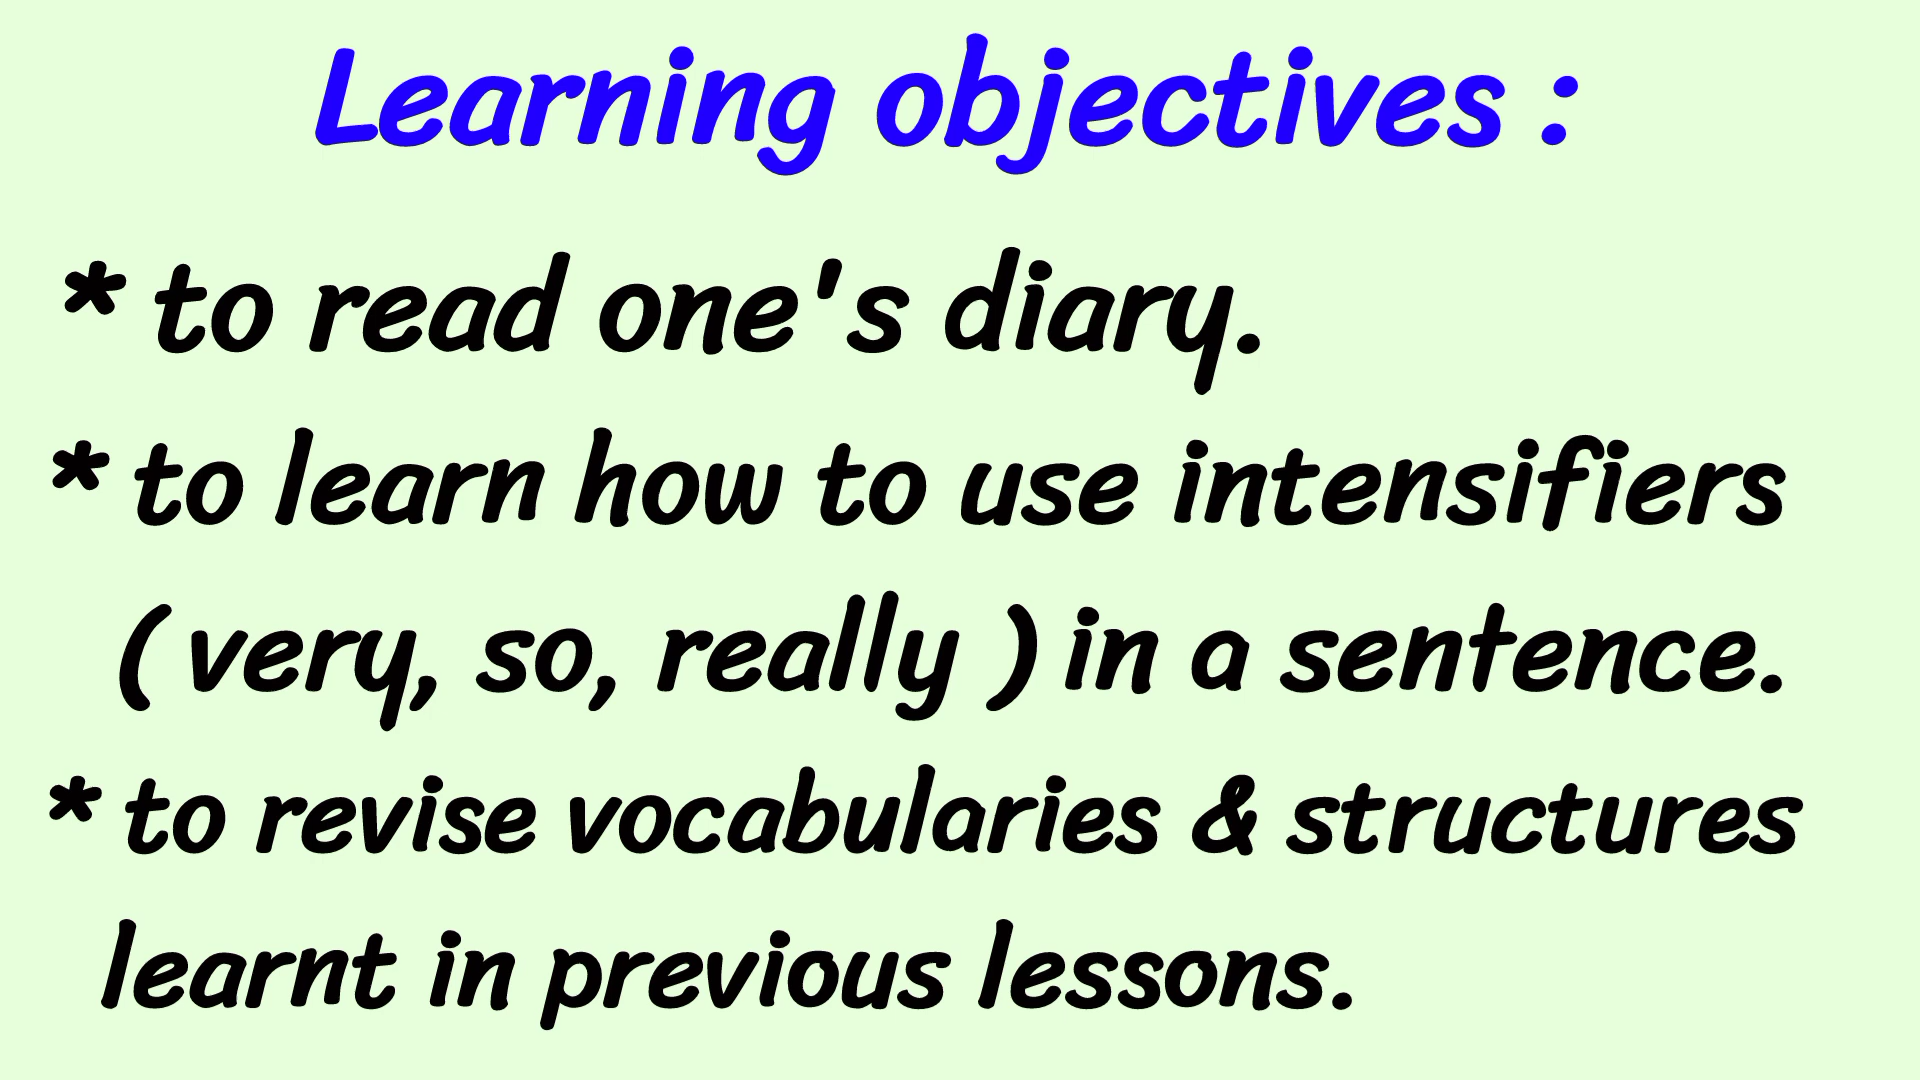 Learning objectives :
* to read one's diary.
* to learn how to use intensifiers
( very, so, really ) in a sentence.
* to revise vocabularies & structures
learnt in previous lessons.